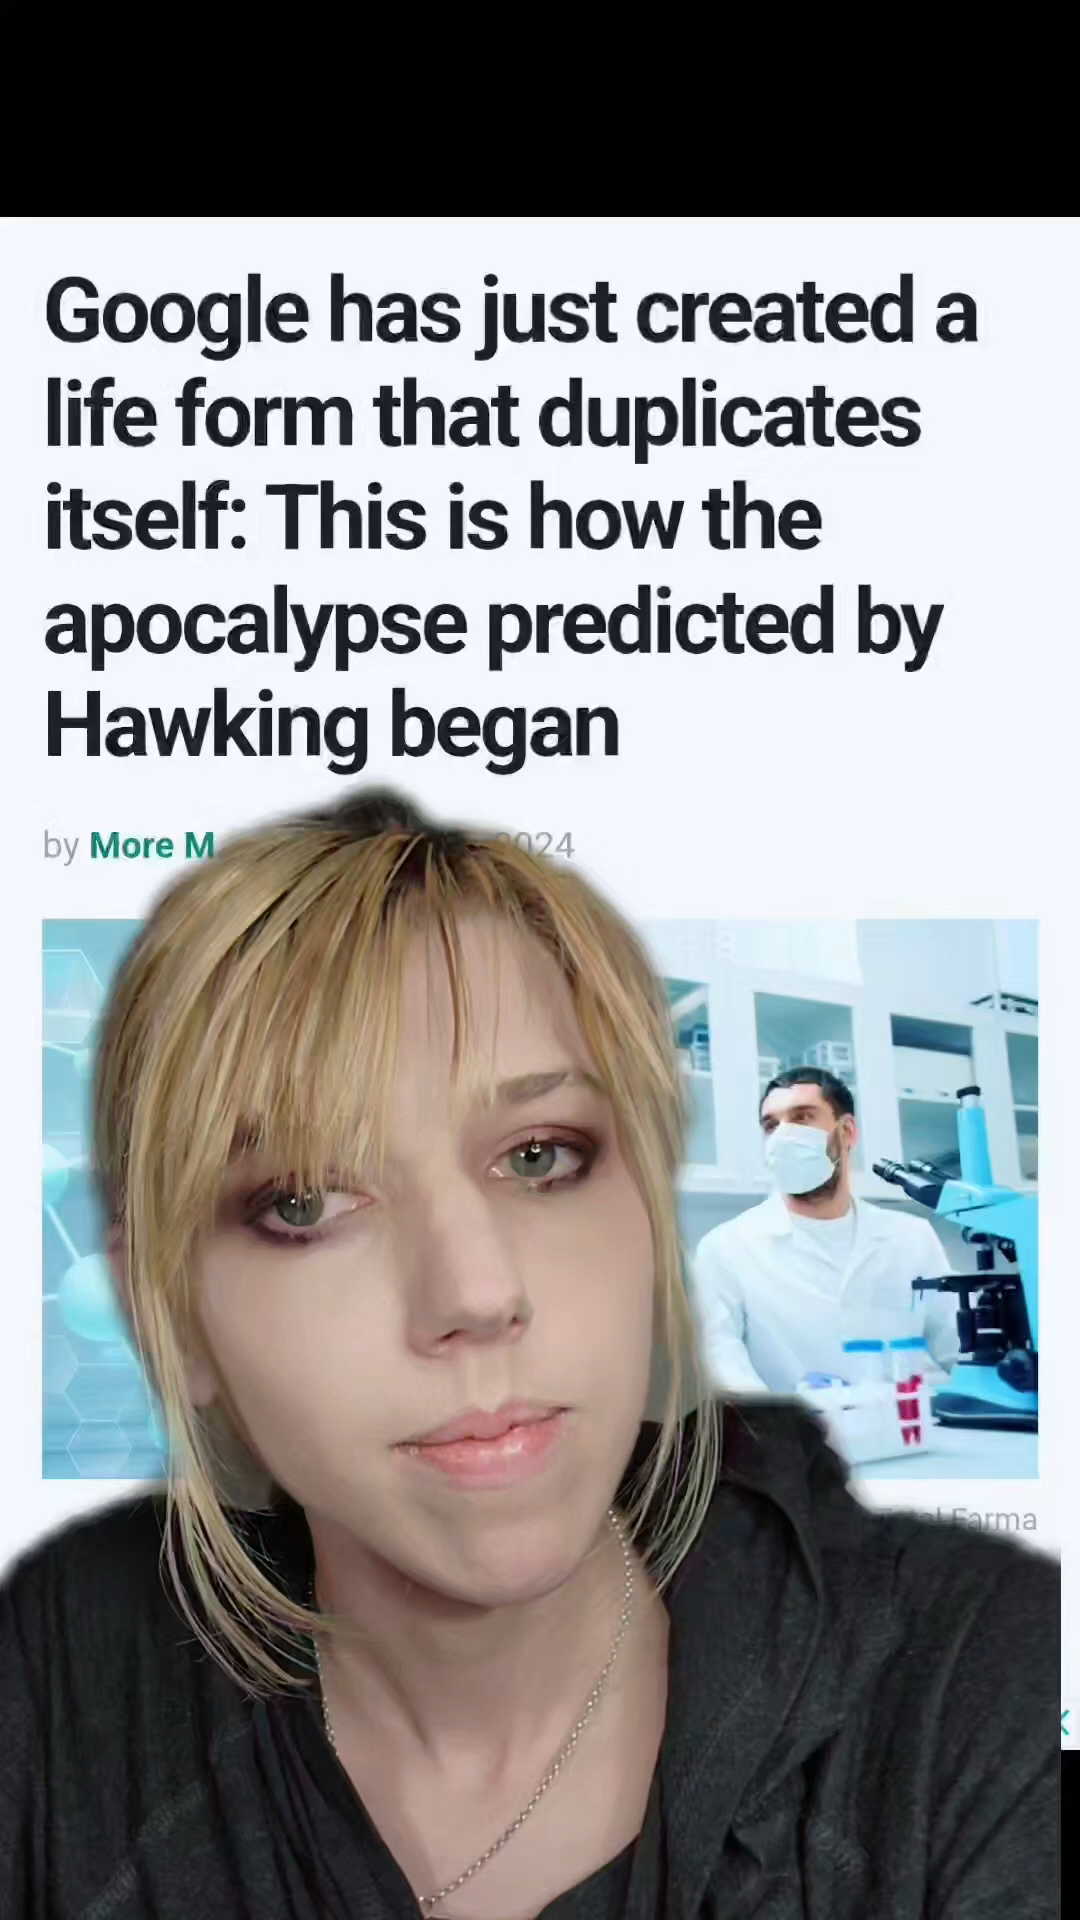 Google has just created a
life form that duplicates
itself: This is how the
apocalypse predicted by
Hawking began
by More M 2024
Farma